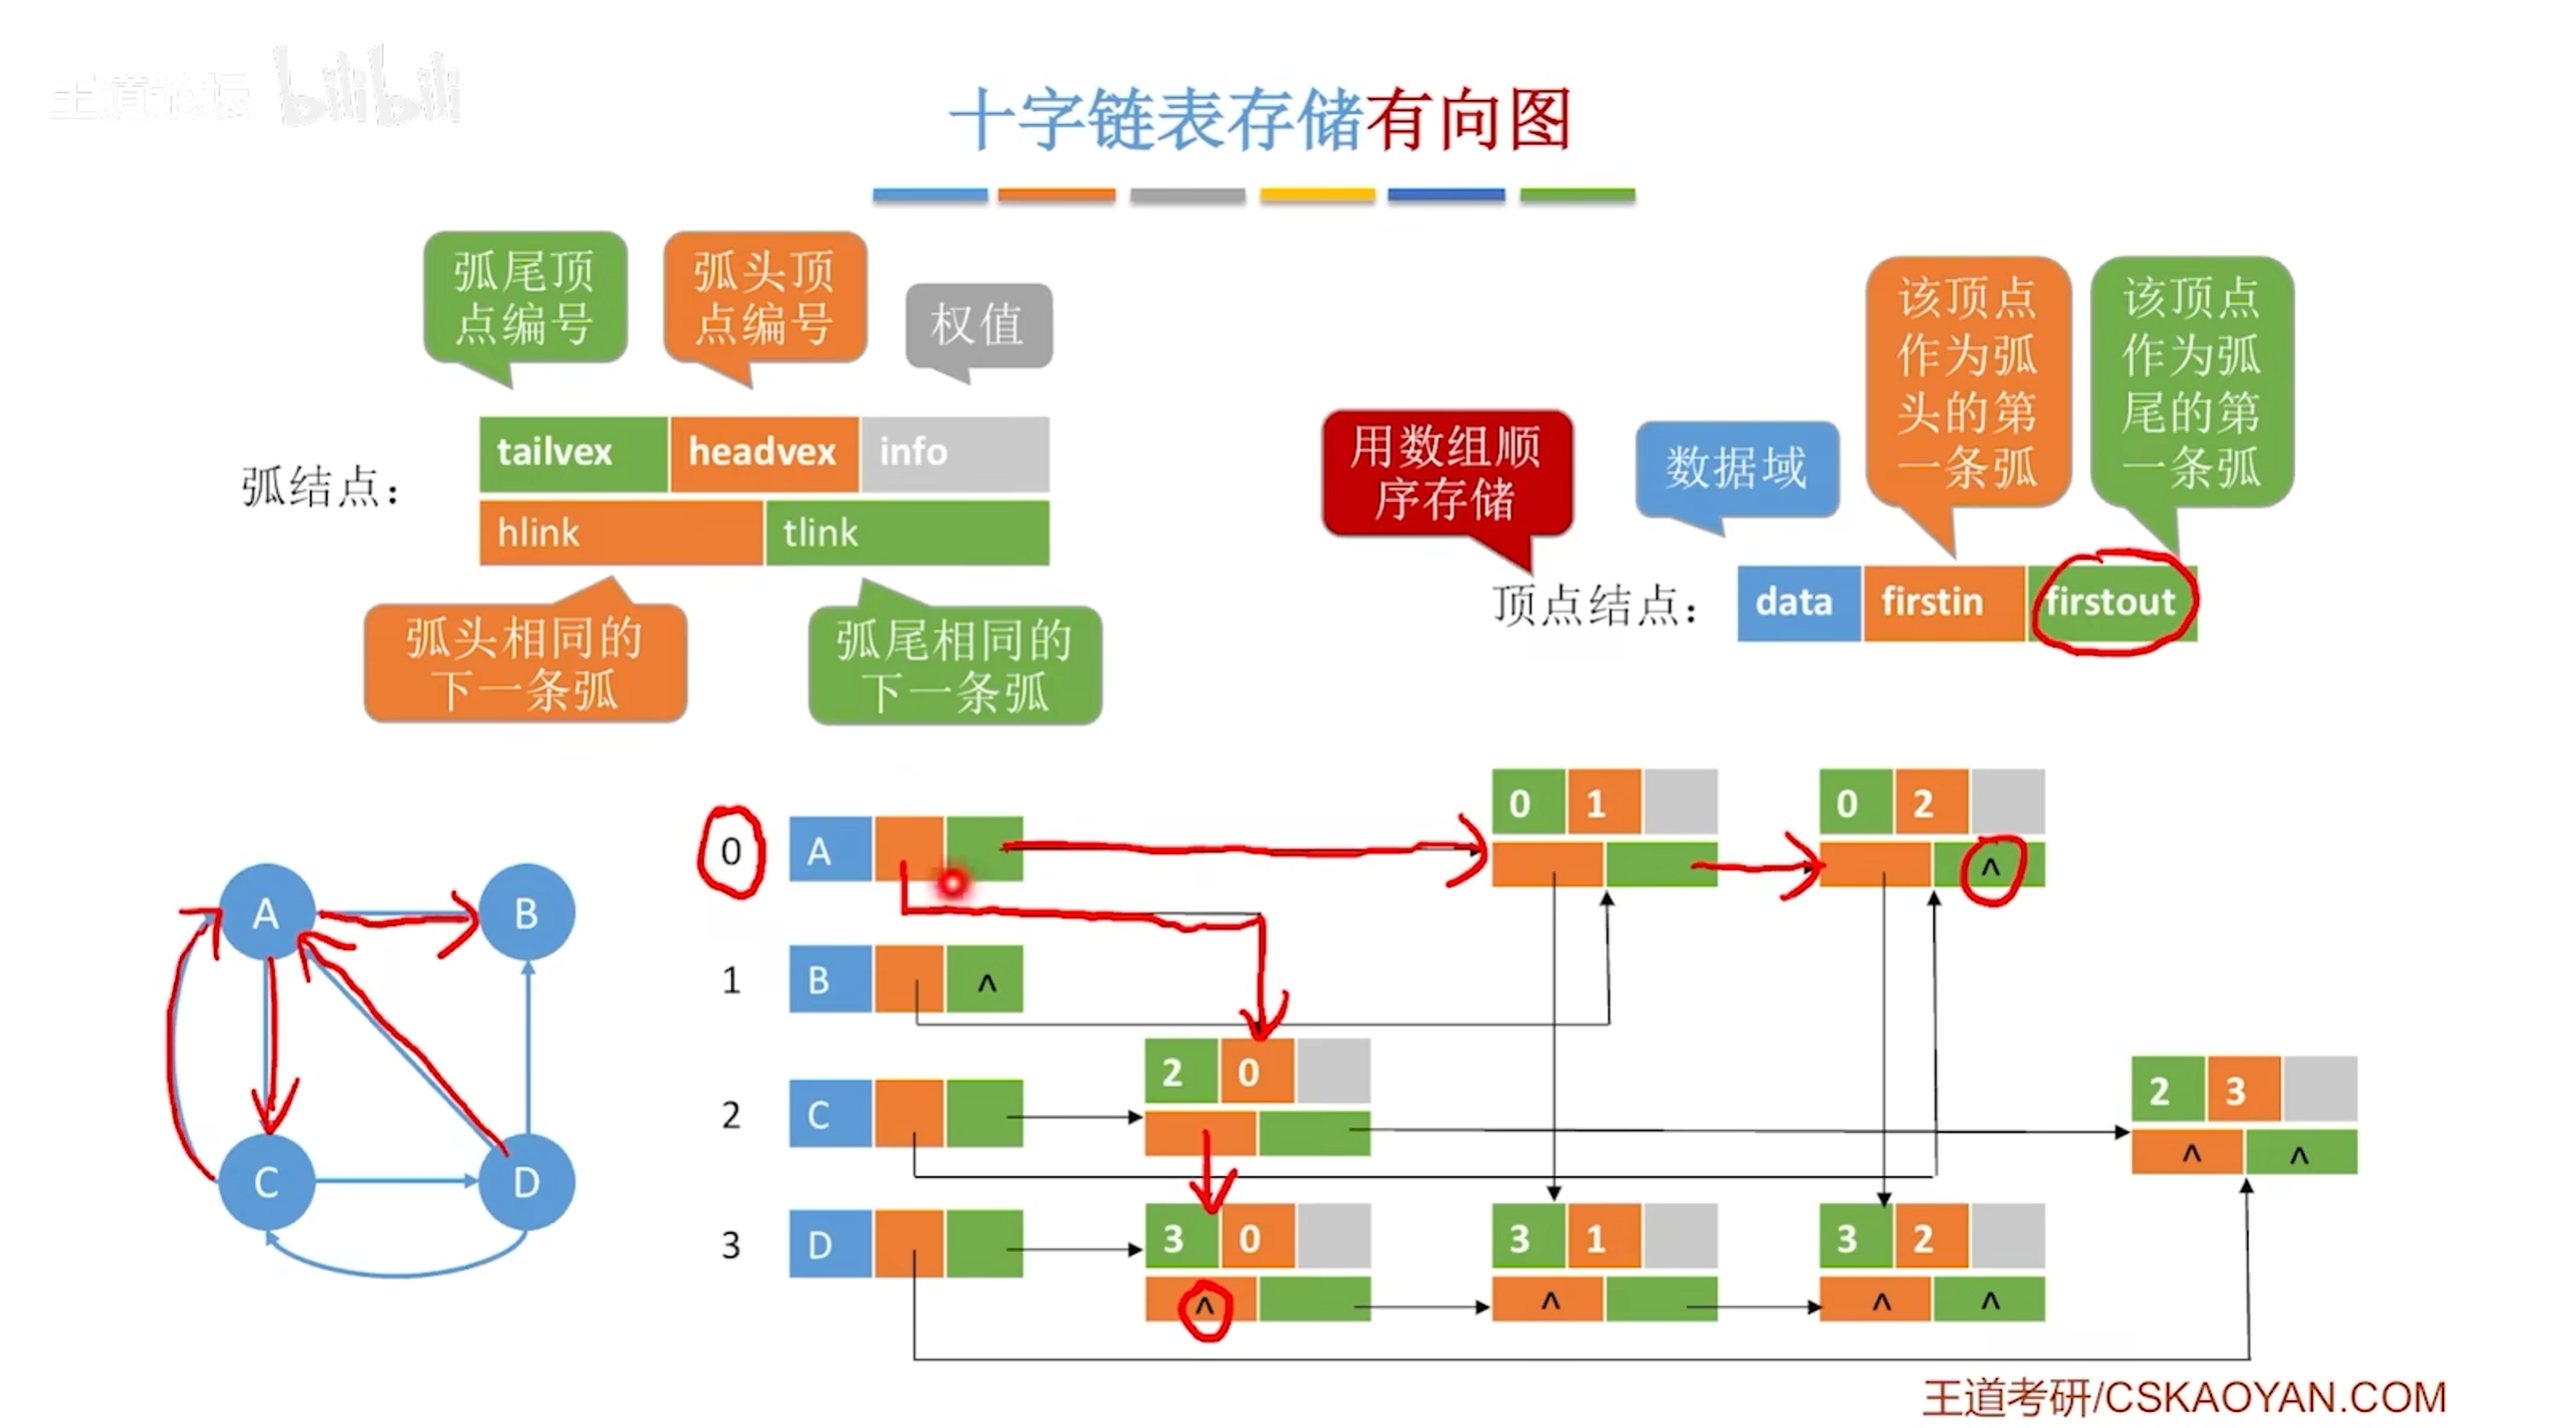 王道论坛 bilibili
十字链表存储有向图
弧尾顶
点编号
弧头顶
点编号
权值
弧结点：
tailvex headvex info
hlink tlink
弧头相同的
下一条弧
弧尾相同的
下一条弧
用数组顺
序存储
数据域
该顶点
作为弧
头的第
一条弧
该顶点
作为弧
尾的第
一条弧
顶点结点：
data firstin firstout
A B
C D
0 A
1 B ^
2 C
3 D
0 1
0 2
^
2 0
2 3
^ ^
3 0
^
3 1
^
3 2
^ ^
王道考研/CSKAOYAN.COM